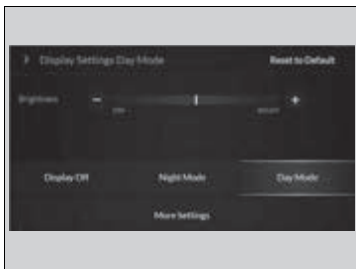 Display Settings Day Mode
Reset to Default
Brightness
- +
Display Off
Night Mode
Day Mode
More Settings